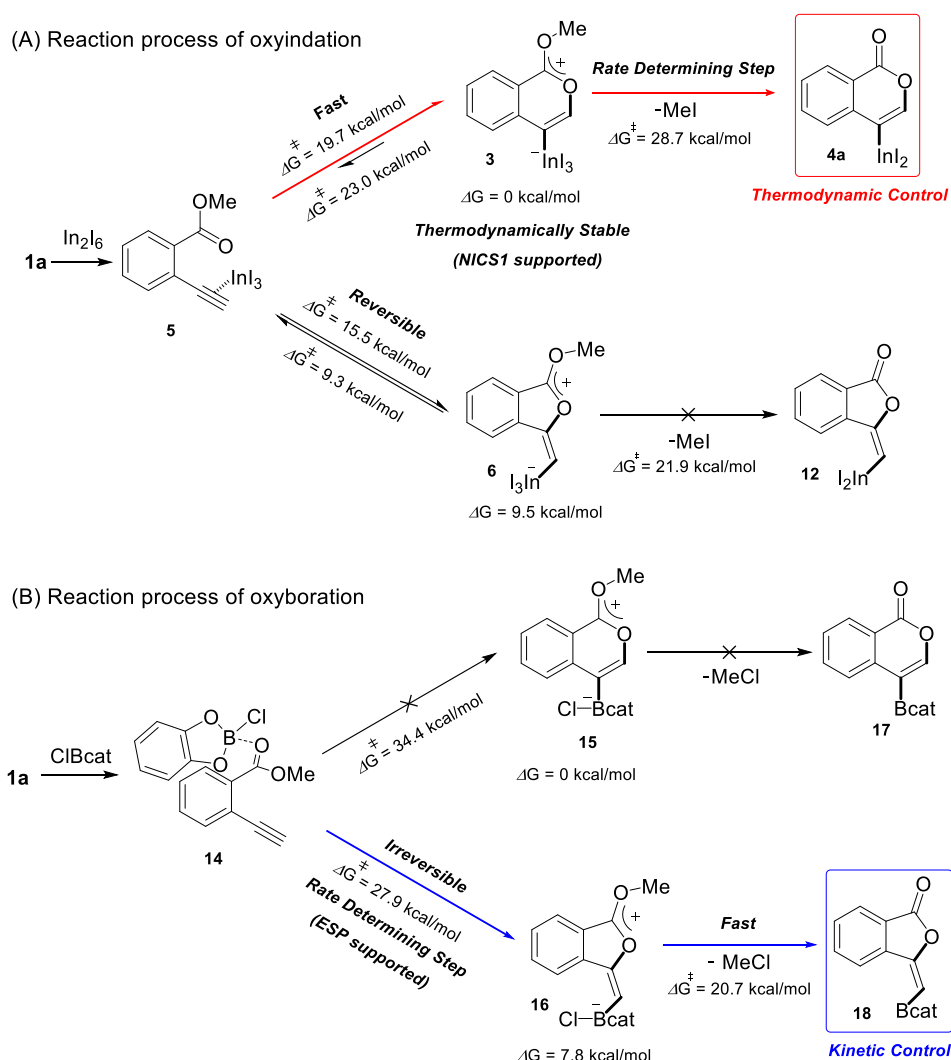 (A) Reaction process of oxyindation
OMe
+
O
3
InI3
−
ΔG = 0 kcal/mol
Thermodynamically Stable
(NICS1 supported)
Fast
ΔG‡ = 19.7 kcal/mol
ΔG‡ = 23.0 kcal/mol
Rate Determining Step
-MeI
ΔG‡ = 28.7 kcal/mol
O
O
4a
InI2
Thermodynamic Control
1a
In2I6
OMe
O
InI3
5
Reversible
ΔG‡ = 15.5 kcal/mol
ΔG‡ = 9.3 kcal/mol
O-Me
+
O
6
I3In
−
ΔG = 9.5 kcal/mol
-MeI
ΔG‡ = 21.9 kcal/mol
O
O
12
I2In
(B) Reaction process of oxyboration
O-Me
+
O
−
Cl-Bcat
15
ΔG = 0 kcal/mol
ΔG‡ = 34.4 kcal/mol
-MeCl
O
O
Bcat
17
1a
ClBcat
O
Cl
B
O
O
OMe
14
Irreversible
ΔG‡ = 27.9 kcal/mol
Rate Determining Step
(ESP supported)
O-Me
+
O
16
−
Cl-Bcat
ΔG = 7.8 kcal/mol
Fast
- MeCl
ΔG‡ = 20.7 kcal/mol
O
O
18
Bcat
Kinetic Control